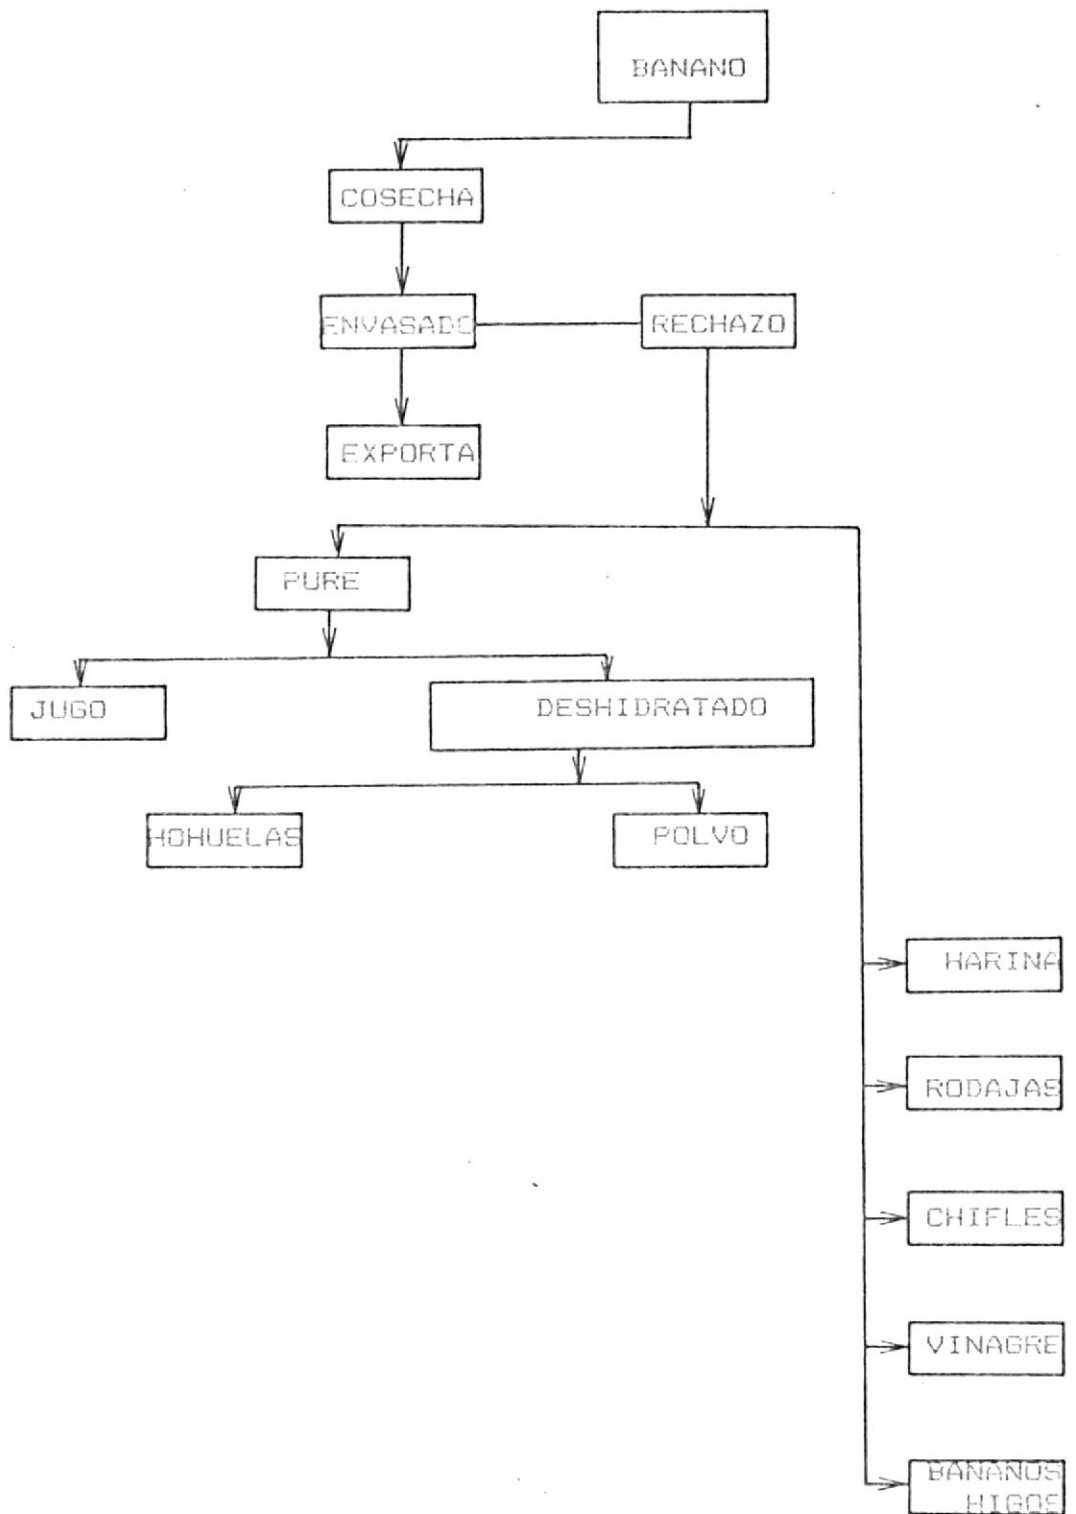 BANANO
COSECHA
ENVASADO
RECHAZO
EXPORTA
PURE
JUGO
DESHIDRATADO
HOHUELAS
POLVO
HARINA
RODAJAS
CHIFLES
VINAGRE
BANANOS
HIGOS